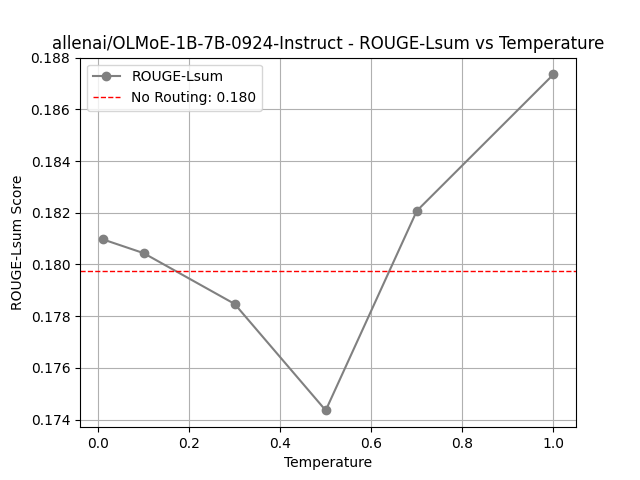 allenai/OLMoE-1B-7B-0924-Instruct - ROUGE-Lsum vs Temperature
ROUGE-Lsum
No Routing: 0.180
ROUGE-Lsum Score
0.188
0.186
0.184
0.182
0.180
0.178
0.176
0.174
0.0 0.2 0.4 0.6 0.8 1.0
Temperature